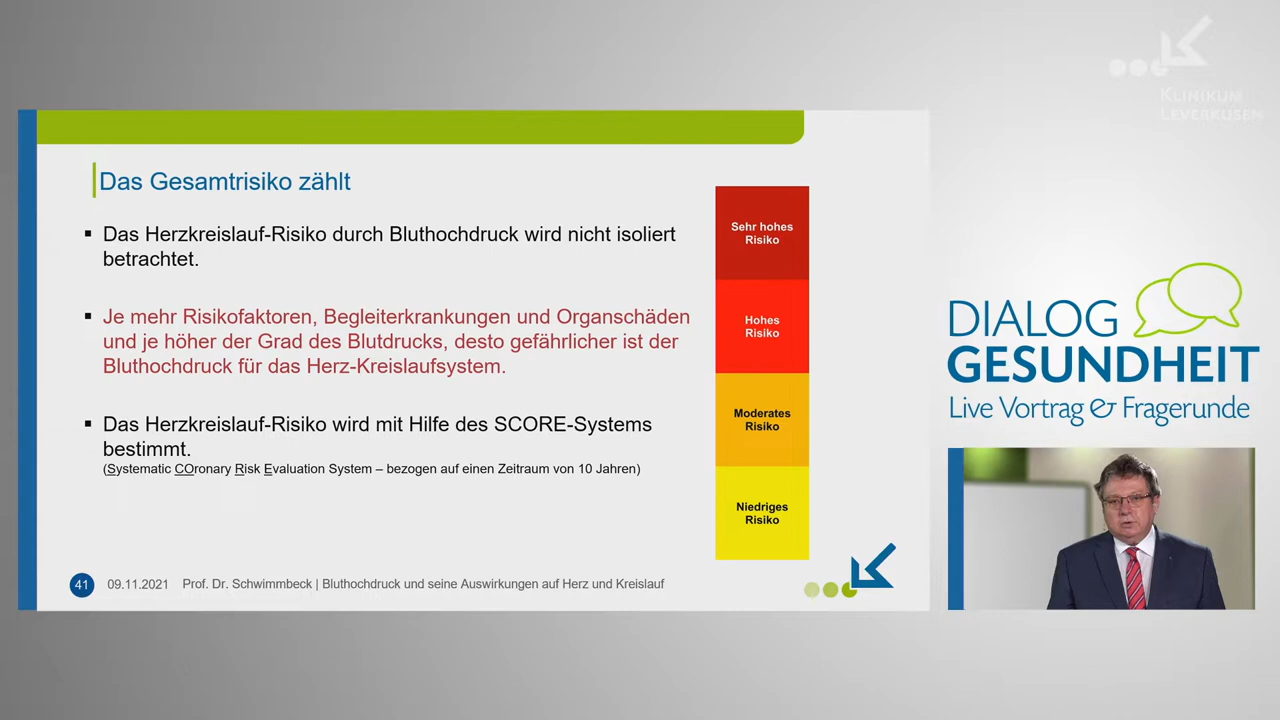 KLINIKUM
LEVERKUSEN
Das Gesamtrisiko zählt
▪ Das Herzkreislauf-Risiko durch Bluthochdruck wird nicht isoliert
betrachtet.
▪ Je mehr Risikofaktoren, Begleiterkrankungen und Organschäden
und je höher der Grad des Blutdrucks, desto gefährlicher ist der
Bluthochdruck für das Herz-Kreislaufsystem.
▪ Das Herzkreislauf-Risiko wird mit Hilfe des SCORE-Systems
bestimmt.
(Systematic COronary Risk Evaluation System – bezogen auf einen Zeitraum von 10 Jahren)
Sehr hohes
Risiko
Hohes
Risiko
Moderates
Risiko
Niedriges
Risiko
41 09.11.2021 Prof. Dr. Schwimmbeck | Bluthochdruck und seine Auswirkungen auf Herz und Kreislauf
DIALOG
GESUNDHEIT
Live Vortrag & Fragerunde